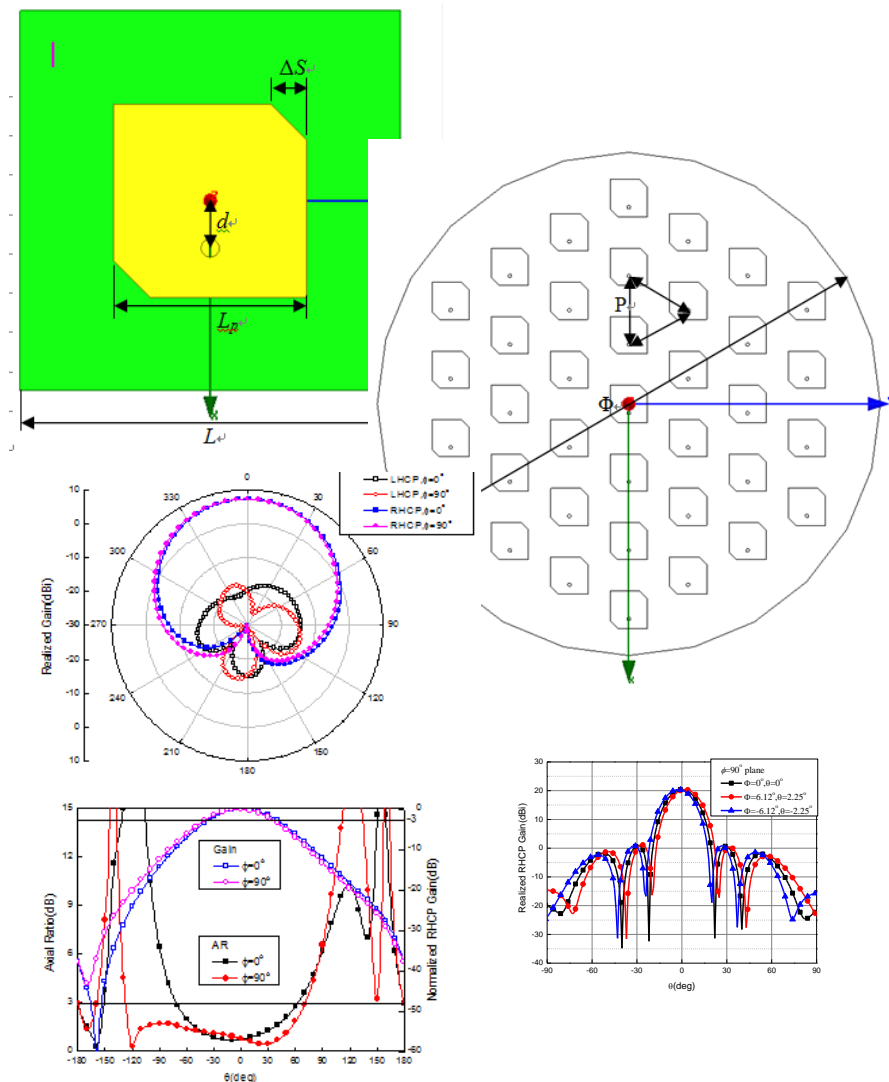 ΔS
d
Lp
L
x
P
Φ
x
LHCP,ϕ=0°
LHCP,ϕ=90°
RHCP,ϕ=0°
RHCP,ϕ=90°
Realized Gain(dBi)
10
0
-10
-20
-30
-20
-10
0
10
0
30
60
90
120
150
180
210
240
270
300
330
Axial Ratio(dB)
15
12
9
6
3
0
Gain
ϕ=0°
ϕ=90°
AR
ϕ=0°
ϕ=90°
0
-3
-10
-20
-30
-40
-50
-60
Normalized RHCP Gain(dB)
-180 -150 -120 -90 -60 -30 0 30 60 90 120 150 180
θ(deg)
Realized RHCP Gain(dBi)
30
20
10
0
-10
-20
-30
-40
ϕ=90° plane
Φ=0°,θ=0°
Φ=6.12°,θ=2.25°
Φ=-6.12°,θ=-2.25°
-90 -60 -30 0 30 60 90
θ(deg)